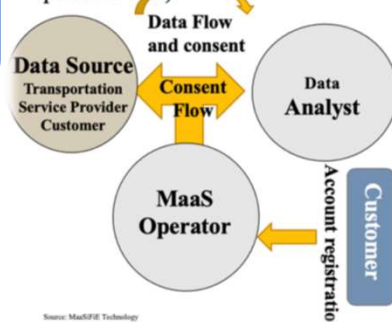 Data Flow
and consent
Data Source
Transportation
Service Provider
Customer
Consent
Flow
Data
Analyst
MaaS
Operator
Account registratio
Customer
Source: MaaSiFiE Technology